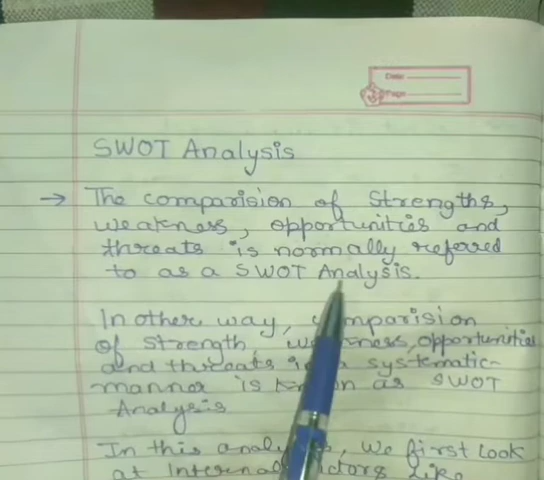 Date:
Page:
SWOT Analysis
→ The comparision of Strengths,
weakness, opportunities and
threats is normally referred
to as a SWOT Analysis.
In other way, comparision
of strength, weakness, opportunities
and threats in a systematic
manner is known as SWOT
Analysis
In this analysis, we first look
at Internal factors like